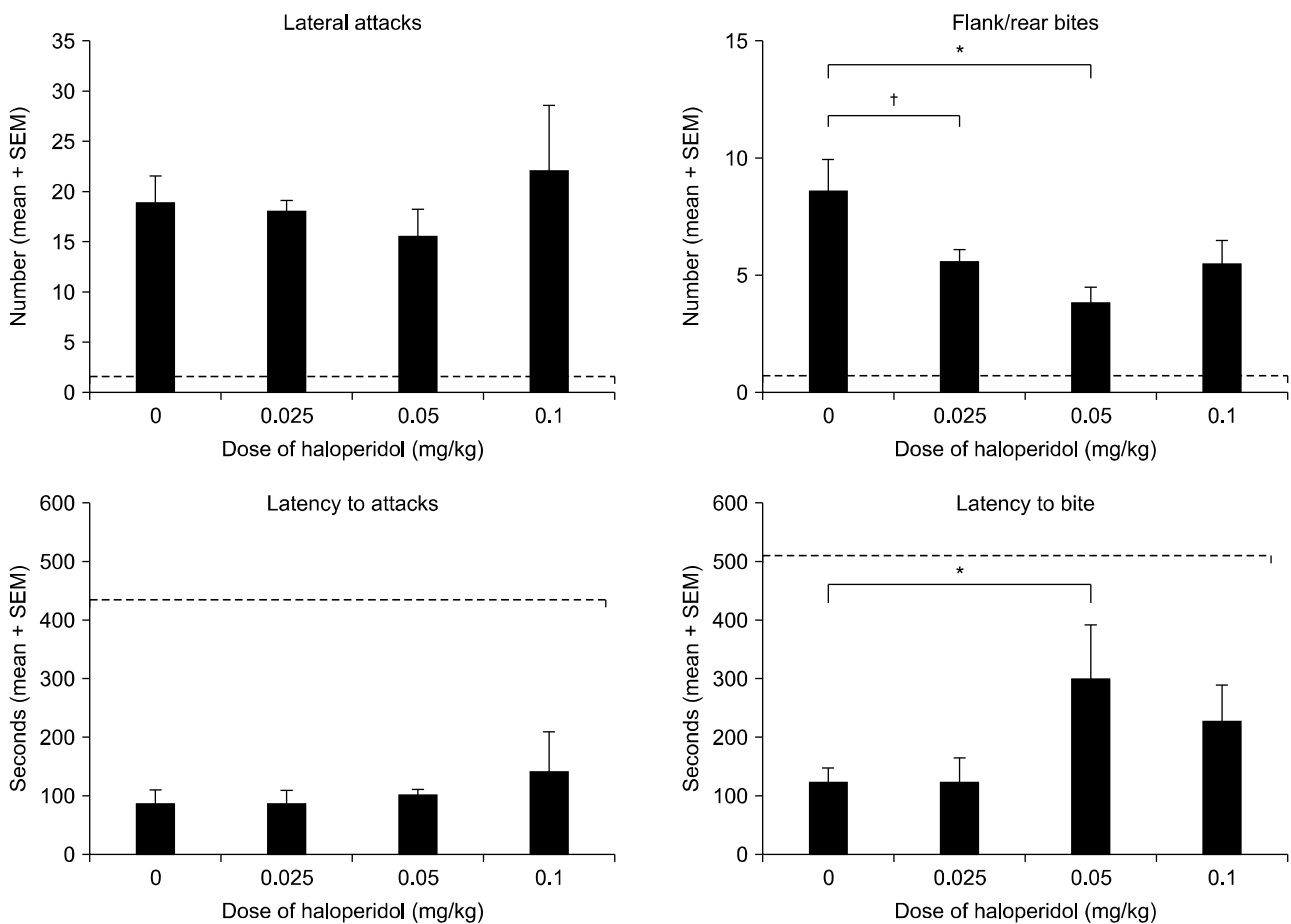 Lateral attacks
35
30
25
20
15
10
5
0
Number (mean + SEM)
0 0.025 0.05 0.1
Dose of haloperidol (mg/kg)
Flank/rear bites
15
10
5
0
Number (mean + SEM)
*
†
0 0.025 0.05 0.1
Dose of haloperidol (mg/kg)
Latency to attacks
600
500
400
300
200
100
0
Seconds (mean + SEM)
0 0.025 0.05 0.1
Dose of haloperidol (mg/kg)
Latency to bite
600
500
400
300
200
100
0
Seconds (mean + SEM)
*
0 0.025 0.05 0.1
Dose of haloperidol (mg/kg)